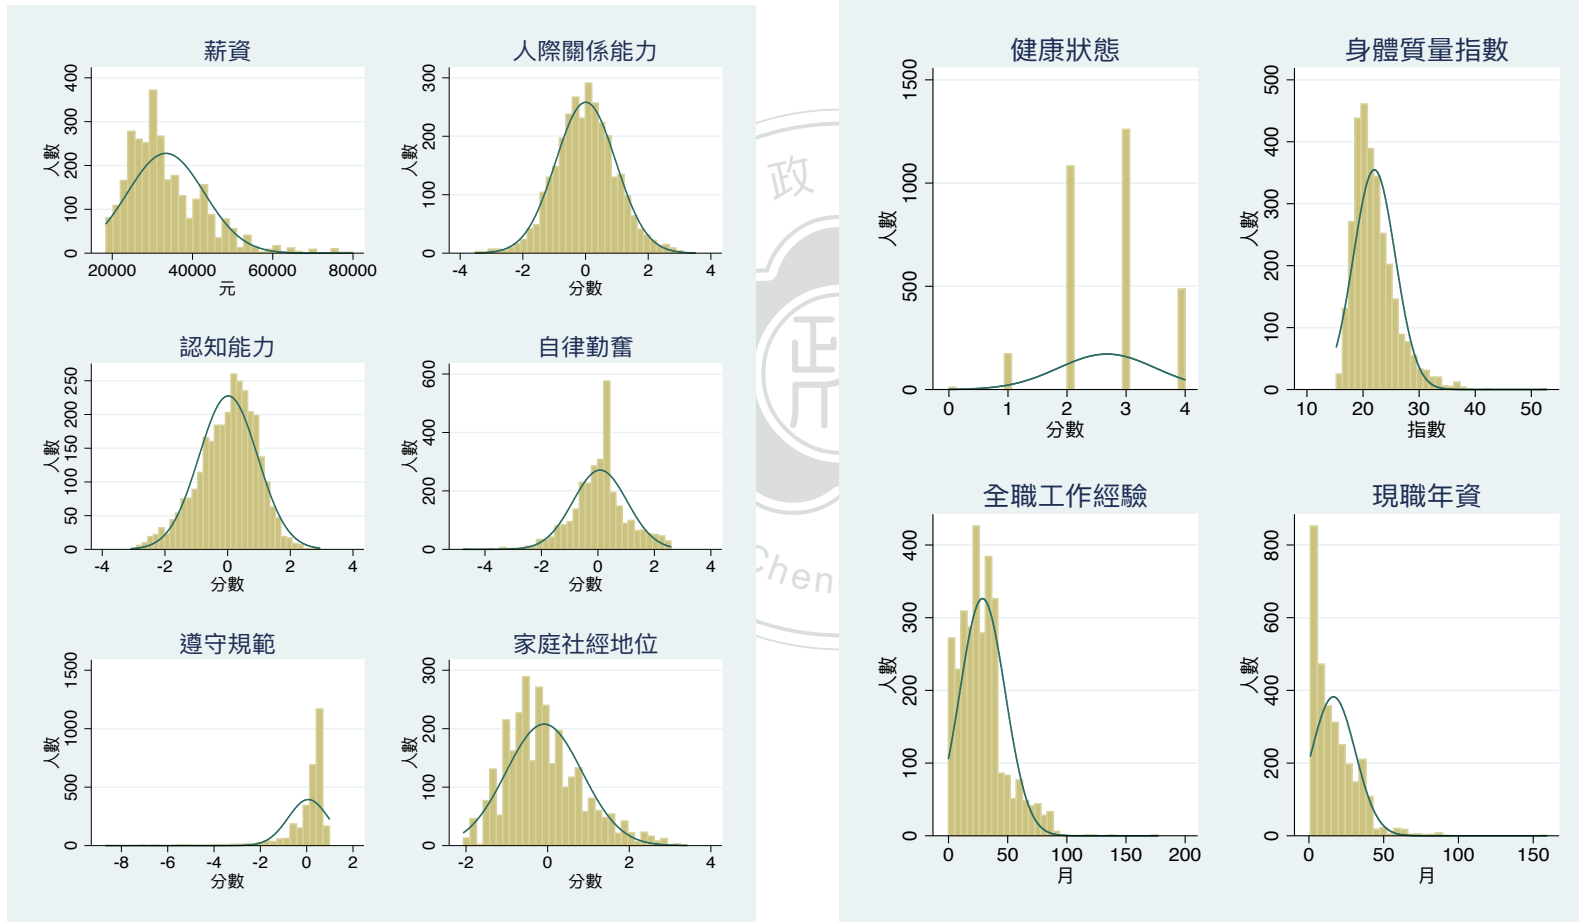 薪資
人數
0 100 200 300 400
20000 40000 60000 80000
元
人際關係能力
人數
0 100 200 300
-4 -2 0 2 4
分數
認知能力
人數
0 50 100 150 200 250
-4 -2 0 2 4
分數
自律勤奮
人數
0 200 400 600
-4 -2 0 2 4
分數
遵守規範
人數
0 500 1000 1500
-8 -6 -4 -2 0 2
分數
家庭社經地位
人數
0 100 200 300
-2 0 2 4
分數
政
Chen
健康狀態
人數
0 500 1000 1500
0 1 2 3 4
分數
身體質量指數
人數
0 100 200 300 400 500
10 20 30 40 50
指數
全職工作經驗
人數
0 100 200 300 400
0 50 100 150 200
月
現職年資
人數
0 200 400 600 800
0 50 100 150
月